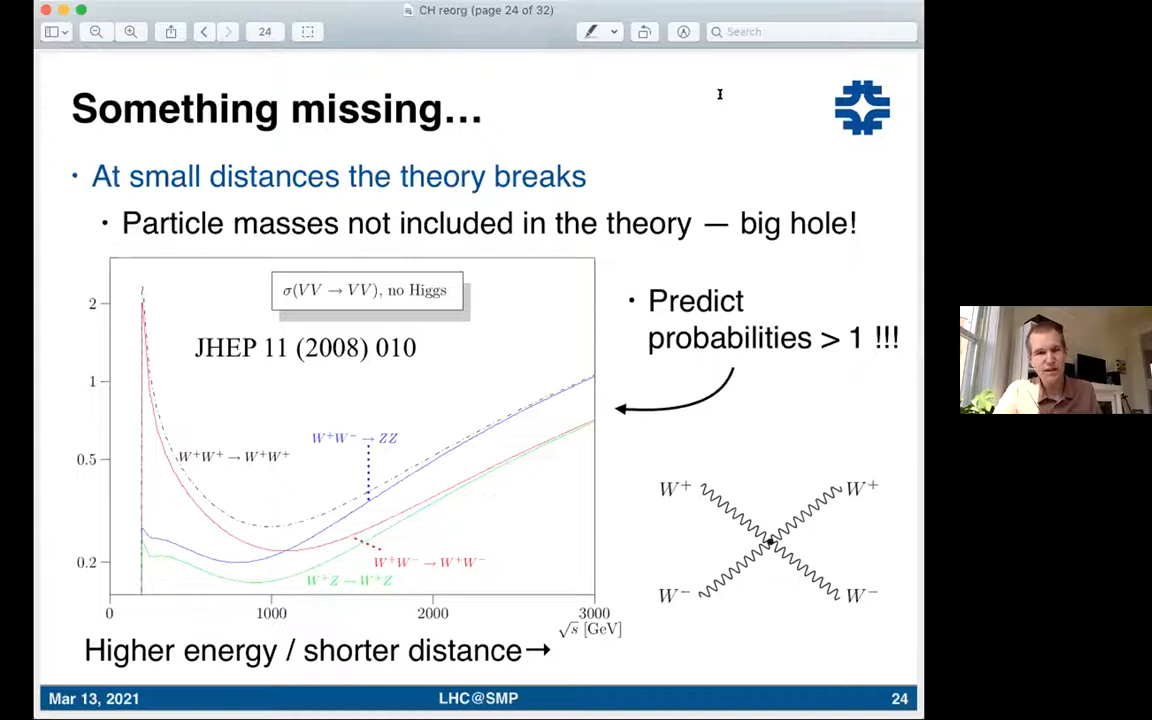 CH reorg (page 24 of 32)
24
Search
Something missing…
• At small distances the theory breaks
• Particle masses not included in the theory — big hole!
σ(VV → VV), no Higgs
JHEP 11 (2008) 010
2
1
0.5
0.2
W⁺W⁻ → ZZ
W⁺W⁺ → W⁺W⁺
W⁺W⁻ → W⁺W⁻
W⁺Z → W⁺Z
0 1000 2000 3000
√s [GeV]
• Predict
probabilities > 1 !!!
W⁺ W⁺
W⁻ W⁻
Higher energy / shorter distance→
Mar 13, 2021 LHC@SMP 24